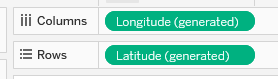 Columns Longitude (generated)
Rows Latitude (generated)